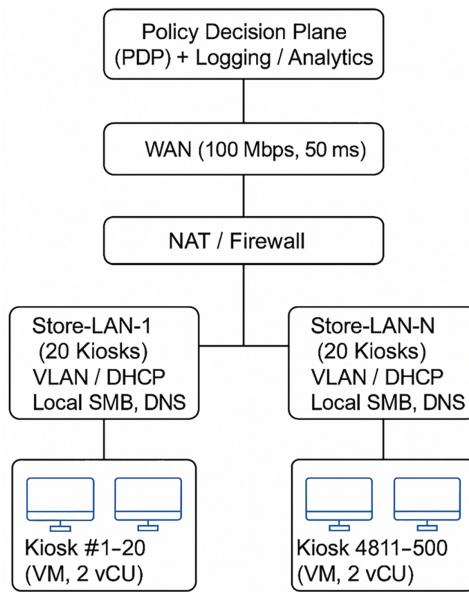 Policy Decision Plane
(PDP) + Logging / Analytics
WAN (100 Mbps, 50 ms)
NAT / Firewall
Store-LAN-1
(20 Kiosks)
VLAN / DHCP
Local SMB, DNS
Store-LAN-N
(20 Kiosks)
VLAN / DHCP
Local SMB, DNS
Kiosk #1–20
(VM, 2 vCU)
Kiosk 4811–500
(VM, 2 vCU)